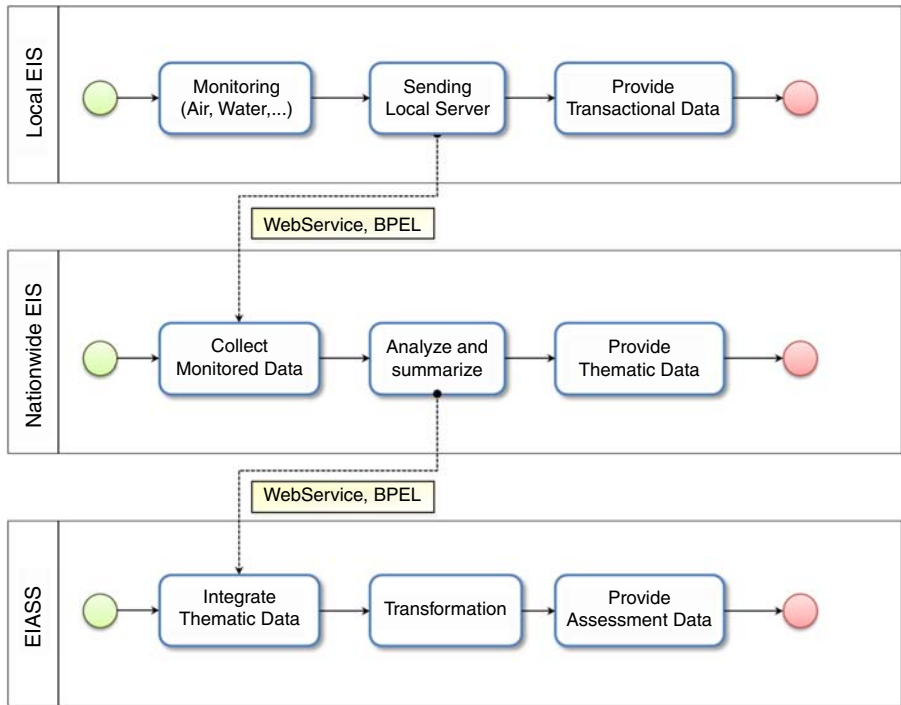 Local EIS
Monitoring
(Air, Water,...)
Sending
Local Server
Provide
Transactional Data
WebService, BPEL
Nationwide EIS
Collect
Monitored Data
Analyze and
summarize
Provide
Thematic Data
WebService, BPEL
EIASS
Integrate
Thematic Data
Transformation
Provide
Assessment Data